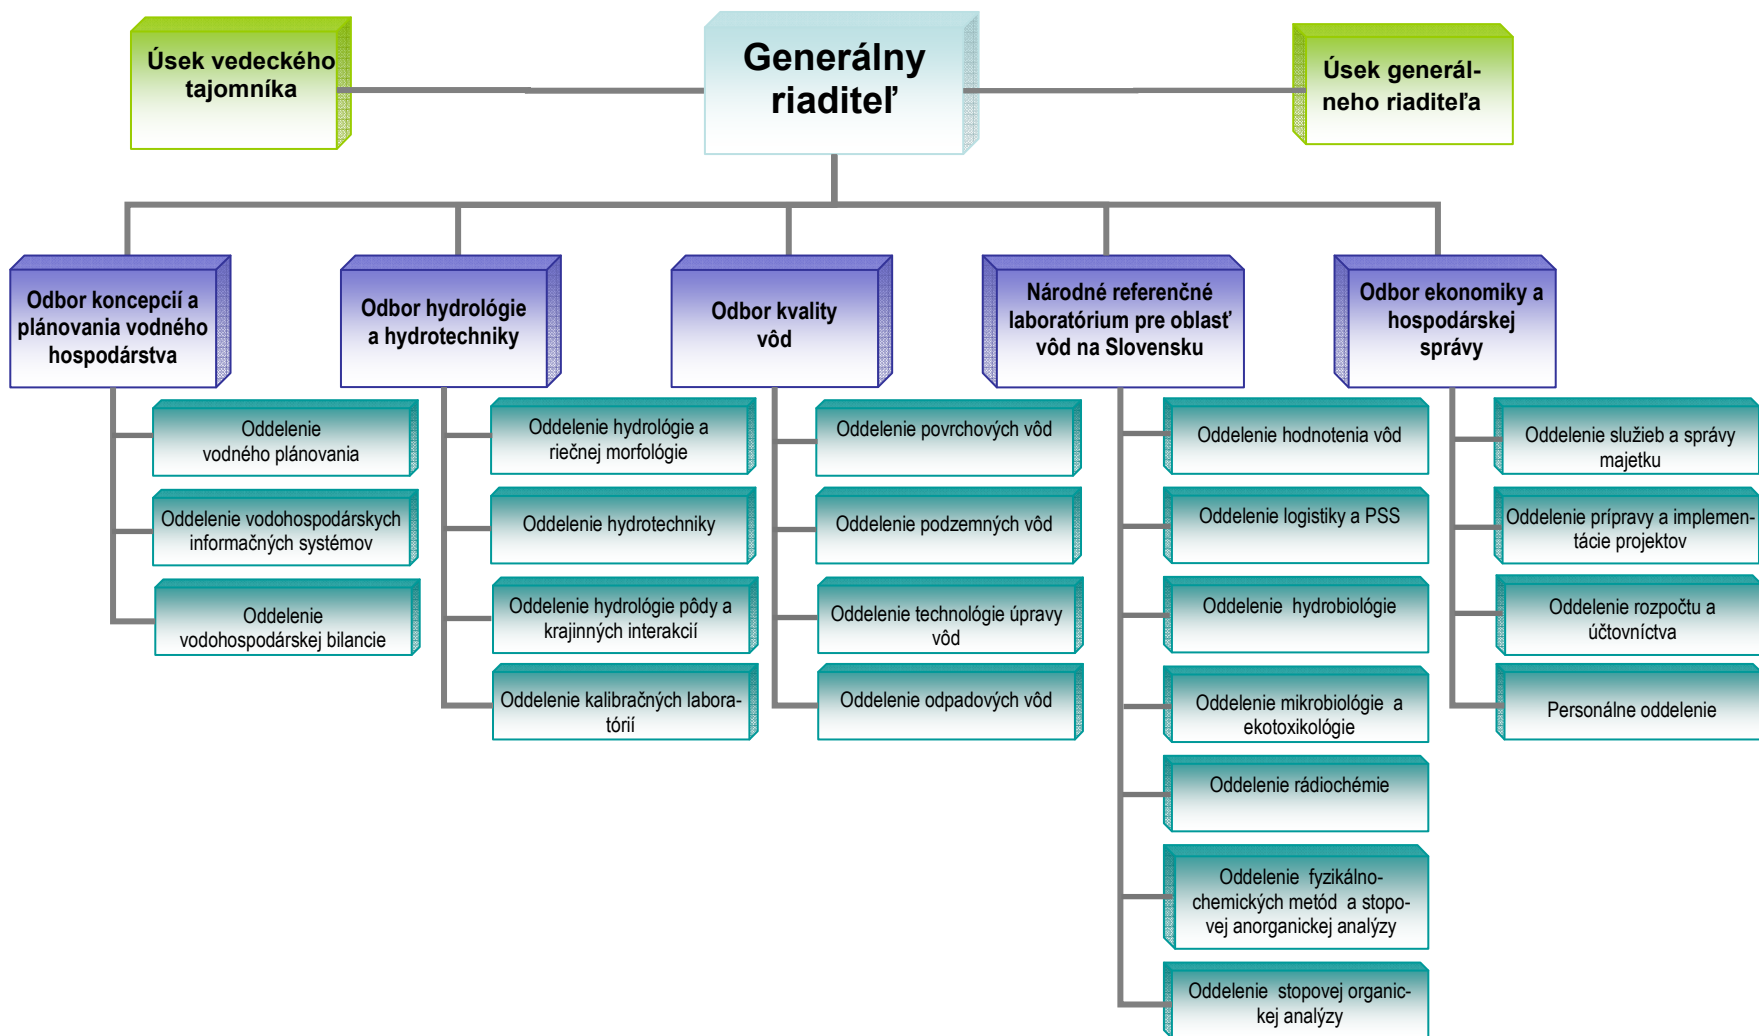 Úsek vedeckého
tajomníka
Generálny
riaditeľ
Úsek generál-
neho riaditeľa
Odbor koncepcií a
plánovania vodného
hospodárstva
Odbor hydrológie
a hydrotechniky
Odbor kvality
vôd
Národné referenčné
laboratórium pre oblasť
vôd na Slovensku
Odbor ekonomiky a
hospodárskej
správy
Oddelenie
vodného plánovania
Oddelenie vodohospodárskych
informačných systémov
Oddelenie
vodohospodárskej bilancie
Oddelenie hydrológie a
riečnej morfológie
Oddelenie hydrotechniky
Oddelenie hydrológie pôdy a
krajinných interakcií
Oddelenie kalibračných labora-
tórií
Oddelenie povrchových vôd
Oddelenie podzemných vôd
Oddelenie technológie úpravy
vôd
Oddelenie odpadových vôd
Oddelenie hodnotenia vôd
Oddelenie logistiky a PSS
Oddelenie hydrobiológie
Oddelenie mikrobiológie a
ekotoxikológie
Oddelenie rádiochémie
Oddelenie fyzikálno-
chemických metód a stopo-
vej anorganickej analýzy
Oddelenie stopovej organic-
kej analýzy
Oddelenie služieb a správy
majetku
Oddelenie prípravy a implemen-
tácie projektov
Oddelenie rozpočtu a
účtovníctva
Personálne oddelenie